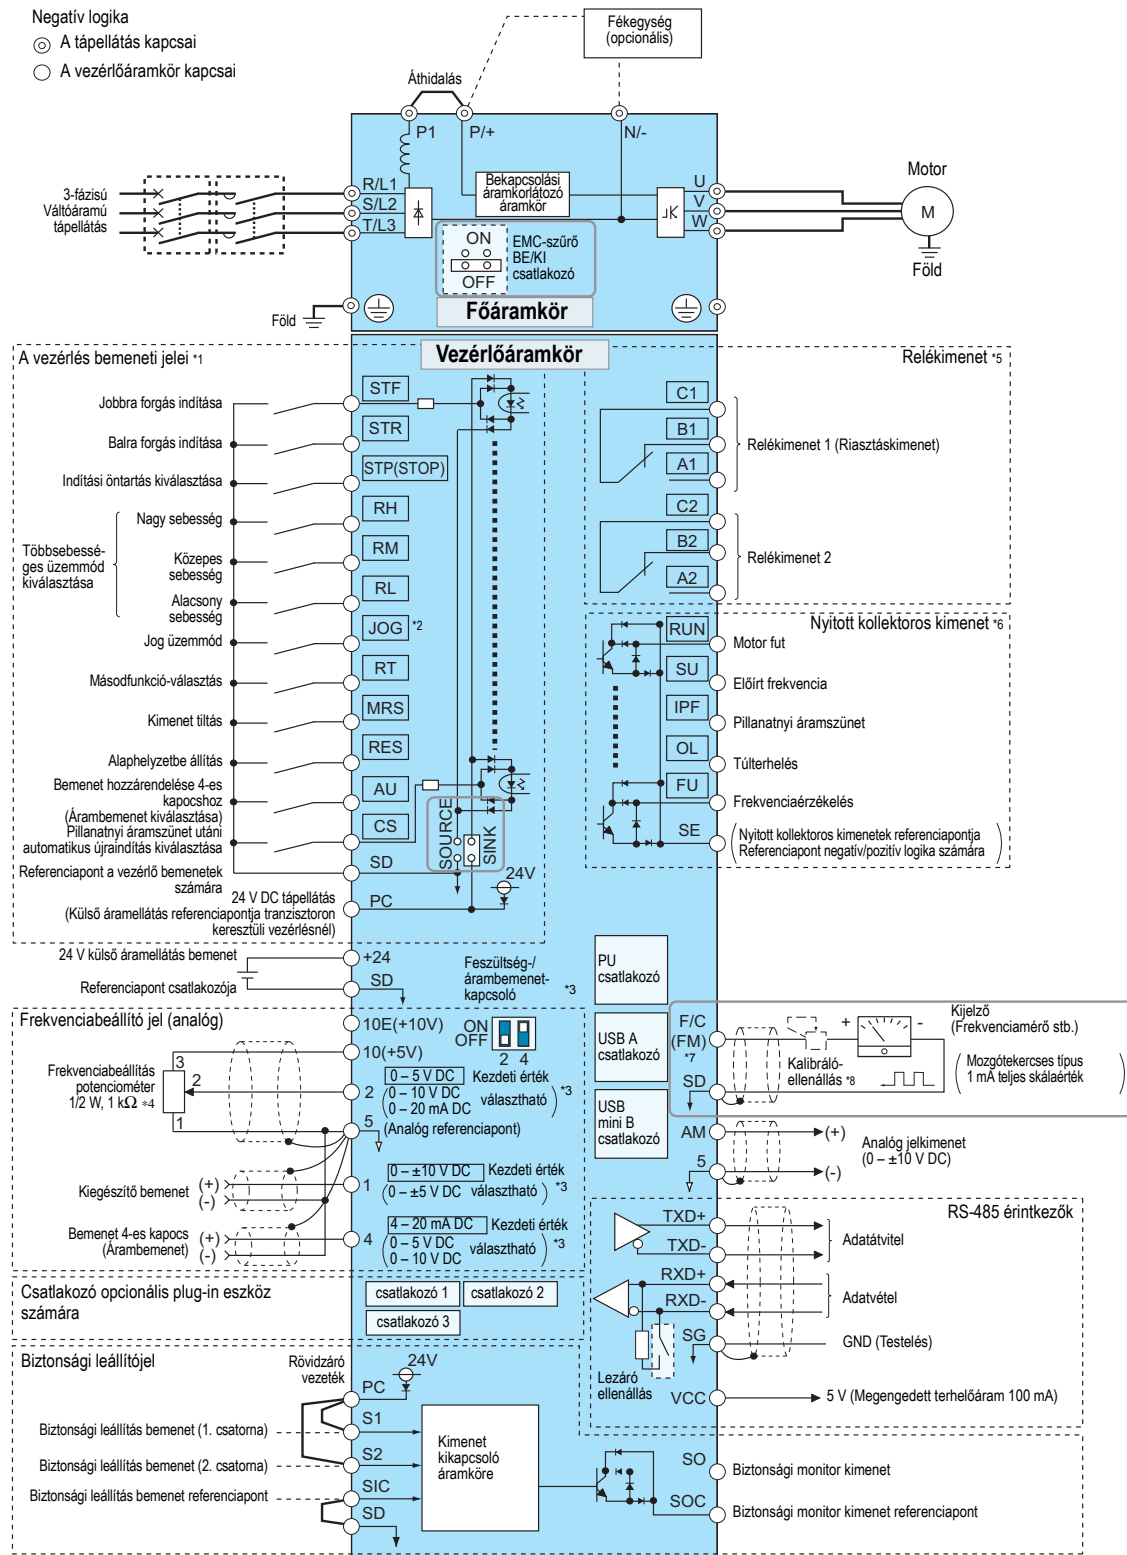 Negatív logika
A tápellátás kapcsai
A vezérlőáramkör kapcsai
Fékegység
(opcionális)
Áthidalás
P1
P/+
N/-
3-fázisú
Váltóáramú
tápellátás
R/L1
S/L2
T/L3
Bekapcsolási
áramkorlátozó
áramkör
U
V
W
Motor
M
Föld
ON
OFF
EMC-szűrő
BE/KI
csatlakozó
Föld
Főáramkör
Vezérlőáramkör
A vezérlés bemeneti jelei *1
Jobbra forgás indítása
STF
Balra forgás indítása
STR
Indítási öntartás kiválasztása
STP(STOP)
Többsebessé-
ges üzemmód
kiválasztása
Nagy sebesség
RH
Közepes
sebesség
RM
Alacsony
sebesség
RL
Jog üzemmód
JOG *2
Másodfunkció-választás
RT
Kimenet tiltás
MRS
Alaphelyzetbe állítás
RES
Bemenet hozzárendelése 4-es
kapocshoz
(Árambemenet kiválasztása)
AU
Pillanatnyi áramszünet utáni
automatikus újraindítás kiválasztása
CS
SOURCE
SINK
Referenciapont a vezérlő bemenetek
számára
SD
24V
24 V DC tápellátás
(Külső áramellátás referenciapontja tranzisztoron
keresztüli vezérlésnél)
PC
Relékimenet *5
C1
B1
A1
Relékimenet 1 (Riasztáskimenet)
C2
B2
A2
Relékimenet 2
Nyitott kollektoros kimenet *6
RUN
Motor fut
SU
Előírt frekvencia
IPF
Pillanatnyi áramszünet
OL
Túlterhelés
FU
Frekvenciaérzékelés
SE
(Nyitott kollektoros kimenetek referenciapontja
Referenciapont negatív/pozitív logika számára)
24 V külső áramellátás bemenet
+24
Referenciapont csatlakozója
SD
Feszültség-/
árambemenet-
kapcsoló *3
PU
csatlakozó
USB A
csatlakozó
USB
mini B
csatlakozó
Frekvenciabeállító jel (analóg)
10E(+10V)
ON
OFF
2 4
10(+5V)
Frekvenciabeállítás
potenciométer
1/2 W, 1 kΩ *4
3
2
1
2
0 – 5 V DC Kezdeti érték
(0 – 10 V DC
0 – 20 mA DC választható) *3
5
(Analóg referenciapont)
Kiegészítő bemenet
(+)
(-)
1
0 – ±10 V DC Kezdeti érték
(0 – ±5 V DC választható) *3
Bemenet 4-es kapocs
(Árambemenet)
(+)
(-)
4
4 – 20 mA DC Kezdeti érték
(0 – 5 V DC
0 – 10 V DC választható) *3
F/C
(FM)
*7
SD
Kalibráló-
ellenállás *8
+
-
Kijelző
(Frekvenciamérő stb.)
(Mozgótekercses típus
1 mA teljes skálaérték)
AM
(+)
5
(-)
Analóg jelkimenet
(0 – ±10 V DC)
RS-485 érintkezők
TXD+
TXD-
Adatátvitel
RXD+
RXD-
Adatvétel
SG
GND (Testelés)
Lezáró
ellenállás
VCC
5 V (Megengedett terhelőáram 100 mA)
Csatlakozó opcionális plug-in eszköz
számára
csatlakozó 1
csatlakozó 2
csatlakozó 3
Biztonsági leállítójel
Rövidzáró
vezeték
24V
PC
Biztonsági leállítás bemenet (1. csatorna)
S1
Biztonsági leállítás bemenet (2. csatorna)
S2
Biztonsági leállítás bemenet referenciapont
SIC
SD
Kimenet
kikapcsoló
áramköre
SO
Biztonsági monitor kimenet
SOC
Biztonsági monitor kimenet referenciapont